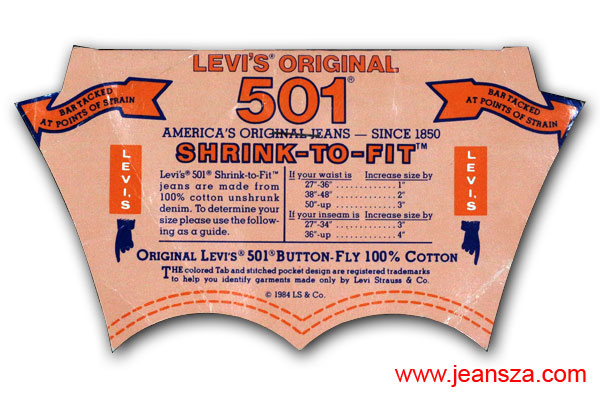 LEVI'S® ORIGINAL
501®
BAR TACKED
AT POINTS OF STRAIN
BAR TACKED
AT POINTS OF STRAIN
AMERICA'S ORIGINAL JEANS — SINCE 1850
SHRINK-TO-FIT™
LEVI'S
LEVI'S
Levi's® 501® Shrink-to-Fit™
jeans are made from
100% cotton unshrunk
denim. To determine your
size please use the follow-
ing as a guide.
If your waist is Increase size by
27"-36" ............ 1"
38"-48" ............ 2"
50"-up ............ 3"
If your inseam is Increase size by
27"-34" ............ 3"
36"-up ............ 4"
ORIGINAL LEVI'S® 501® BUTTON-FLY 100% COTTON
THE colored Tab and stitched pocket design are registered trademarks
to help you identify garments made only by Levi Strauss & Co.
© 1984 LS & Co.
www.jeansza.com